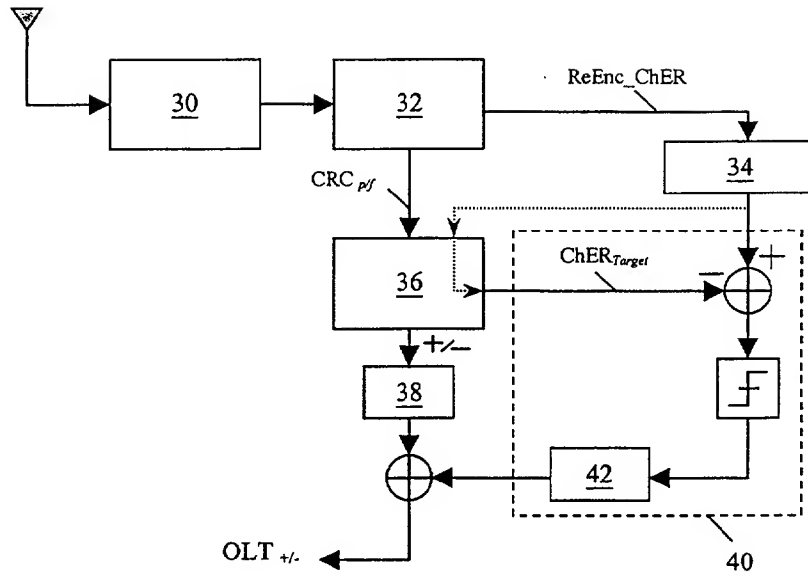 ReEnc_ChER
30
32
34
CRC p/f
ChER Target
− +
36
+/−
38
42
OLT +/-
40